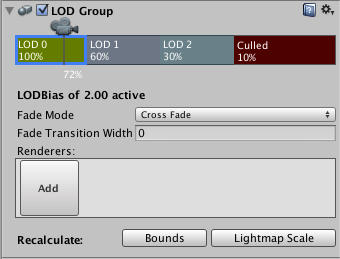 LOD Group
LOD 0 LOD 1 LOD 2 Culled
100% 60% 30% 10%
72%
LODBias of 2.00 active
Fade Mode Cross Fade
Fade Transition Width 0
Renderers:
Add
Recalculate: Bounds Lightmap Scale